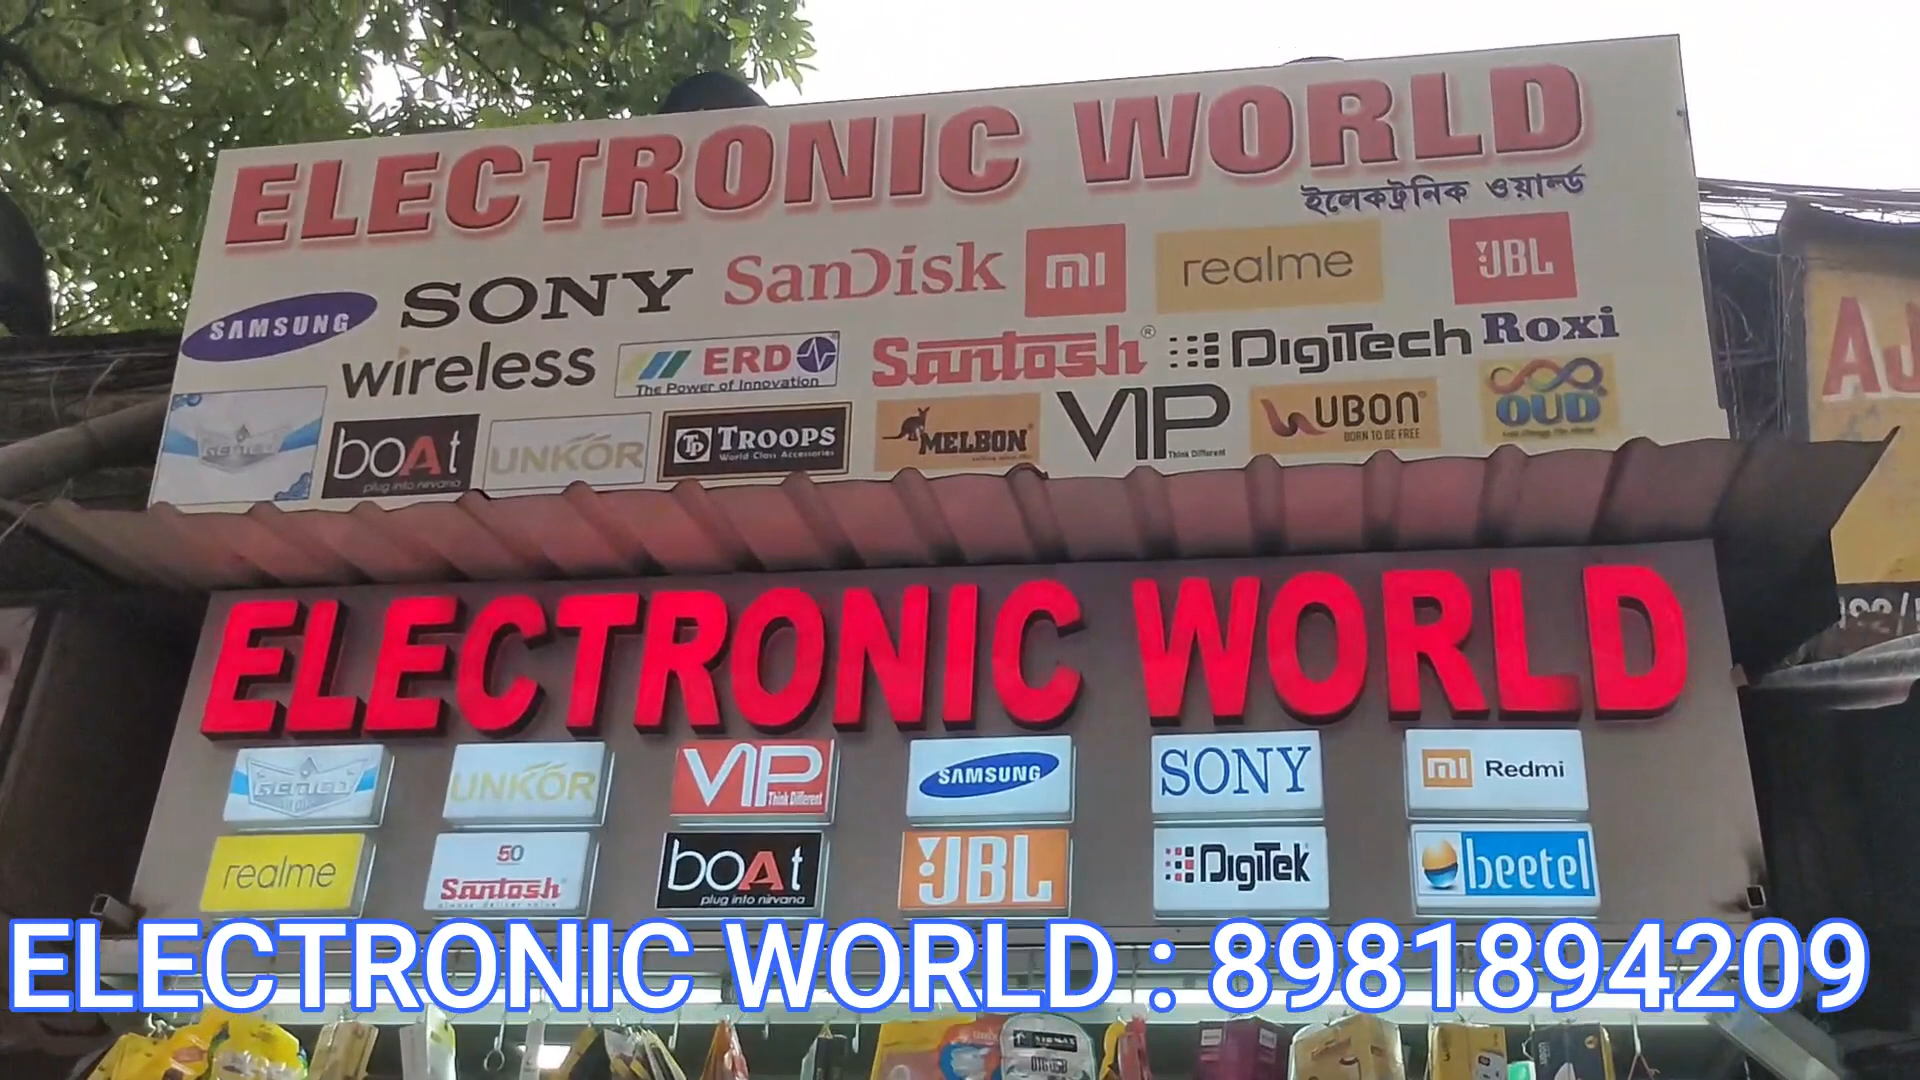 ELECTRONIC WORLD
ইলেকট্রনিক ওয়ার্ল্ড
SAMSUNG SONY SanDisk mi realme JBL
wireless ERD Santosh® DigiTech Roxi
The Power of Innovation
boAt UNKOR TROOPS MELBON VIP UBON® OUD
plug into nirvana World Class Accessories Think Different BORN TO BE FREE
ELECTRONIC WORLD
UNKOR VIP SAMSUNG SONY mi Redmi
Think Different
realme 50 Santosh boAt JBL DigiTek beetel
always deliver value plug into nirvana
ELECTRONIC WORLD : 8981894209